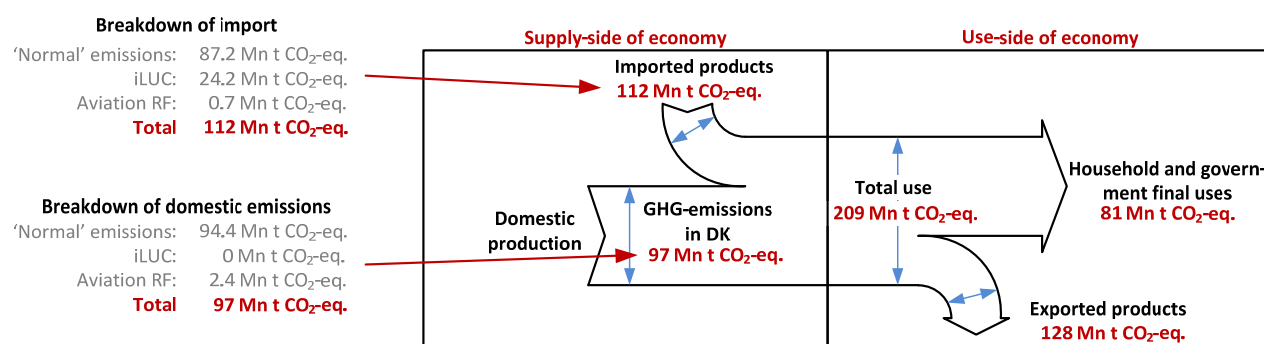 Breakdown of import
‘Normal’ emissions: 87.2 Mn t CO₂-eq.
iLUC: 24.2 Mn t CO₂-eq.
Aviation RF: 0.7 Mn t CO₂-eq.
Total 112 Mn t CO₂-eq.
Breakdown of domestic emissions
‘Normal’ emissions: 94.4 Mn t CO₂-eq.
iLUC: 0 Mn t CO₂-eq.
Aviation RF: 2.4 Mn t CO₂-eq.
Total 97 Mn t CO₂-eq.
Supply-side of economy
Imported products
112 Mn t CO₂-eq.
Domestic
production
GHG-emissions
in DK
97 Mn t CO₂-eq.
Use-side of economy
Total use
209 Mn t CO₂-eq.
Household and govern-
ment final uses
81 Mn t CO₂-eq.
Exported products
128 Mn t CO₂-eq.